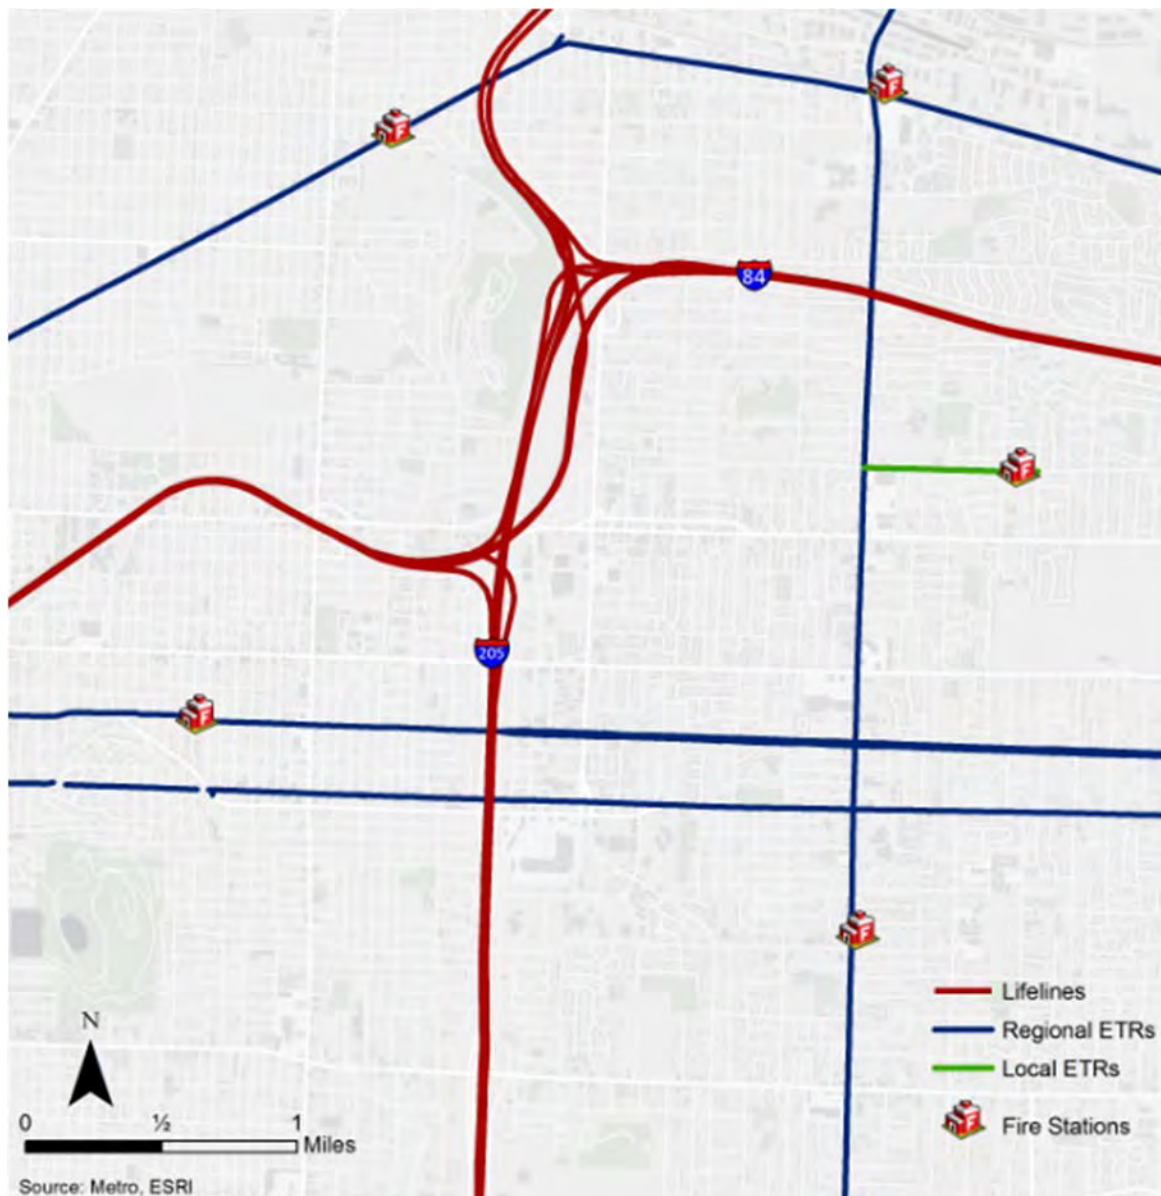 84
F
F
F
205
F
F
Lifelines
Regional ETRs
Local ETRs
F
Fire Stations
N
0 ½ 1
Miles
Source: Metro, ESRI